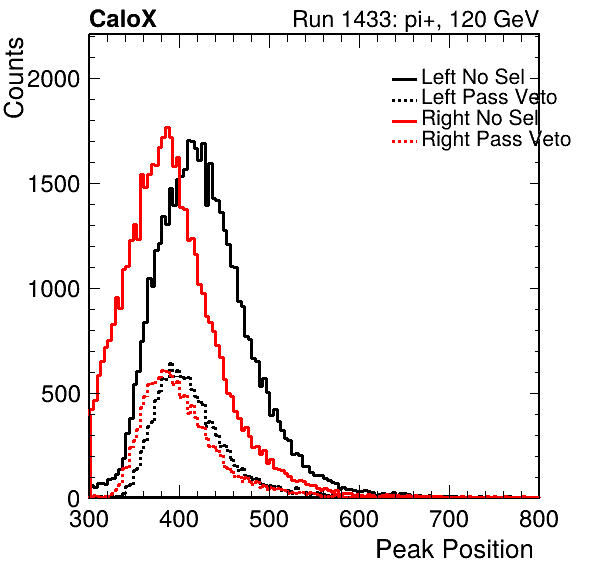 CaloX Run 1433: pi+, 120 GeV
Counts
2000
1500
1000
500
0
Left No Sel
Left Pass Veto
Right No Sel
Right Pass Veto
300 400 500 600 700 800
Peak Position